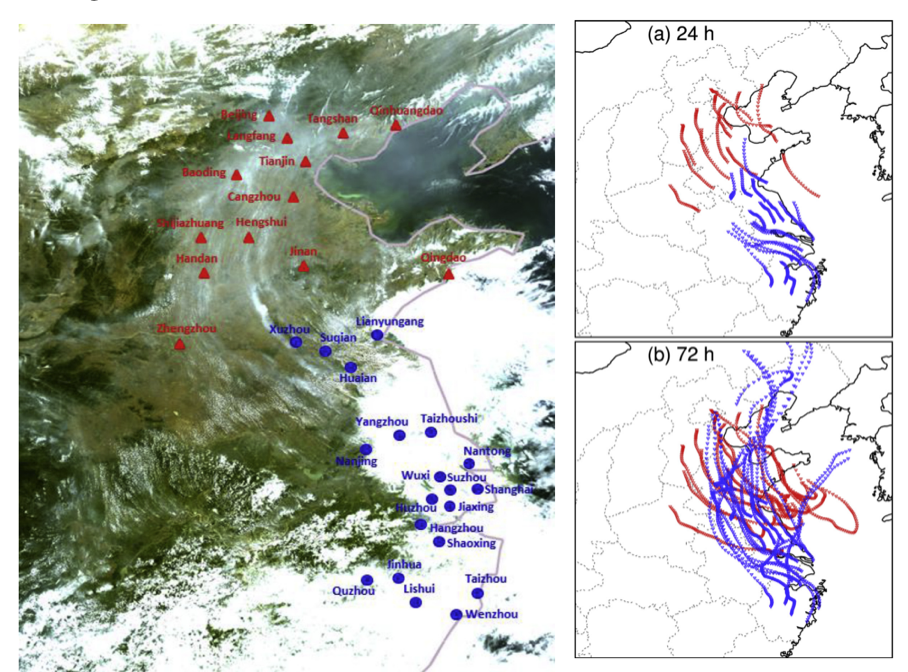 Beijing
Langfang
Tangshan
Qinhuangdao
Tianjin
Baoding
Cangzhou
Shijiazhuang
Hengshui
Handan
Jinan
Qingdao
Zhengzhou
Xuzhou
Lianyungang
Suqian
Huaian
Yangzhou
Taizhoushi
Nanjing
Nantong
Wuxi
Suzhou
Shanghai
Huzhou
Jiaxing
Hangzhou
Shaoxing
Jinhua
Quzhou
Lishui
Taizhou
Wenzhou
(a) 24 h
(b) 72 h